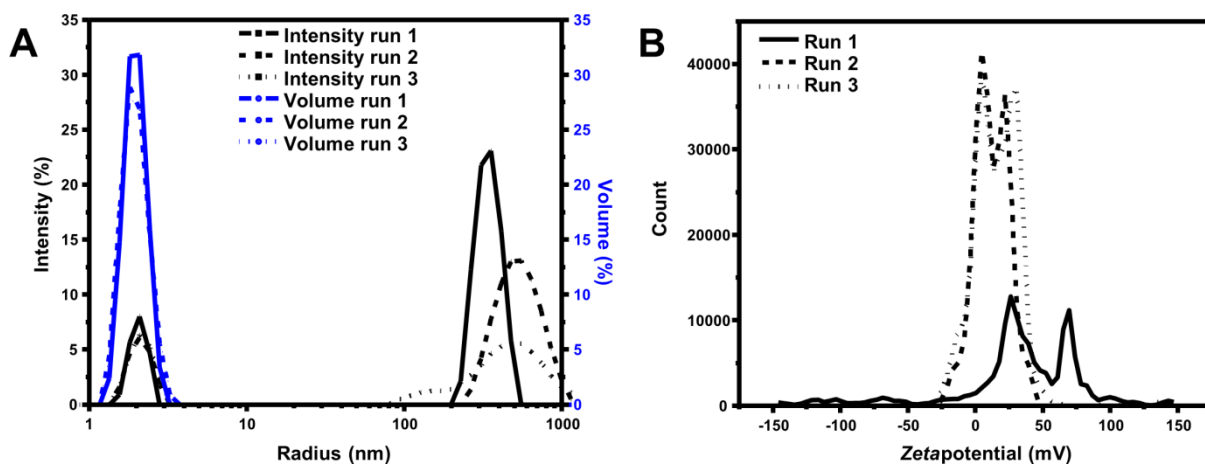 A
Intensity run 1
Intensity run 2
Intensity run 3
Volume run 1
Volume run 2
Volume run 3
35
30
25
20
15
10
5
0
Intensity (%)
35
30
25
20
15
10
5
0
Volume (%)
1
10
100
1000
Radius (nm)
B
Run 1
Run 2
Run 3
40000
30000
20000
10000
0
Count
-150
-100
-50
0
50
100
150
Zetapotential (mV)